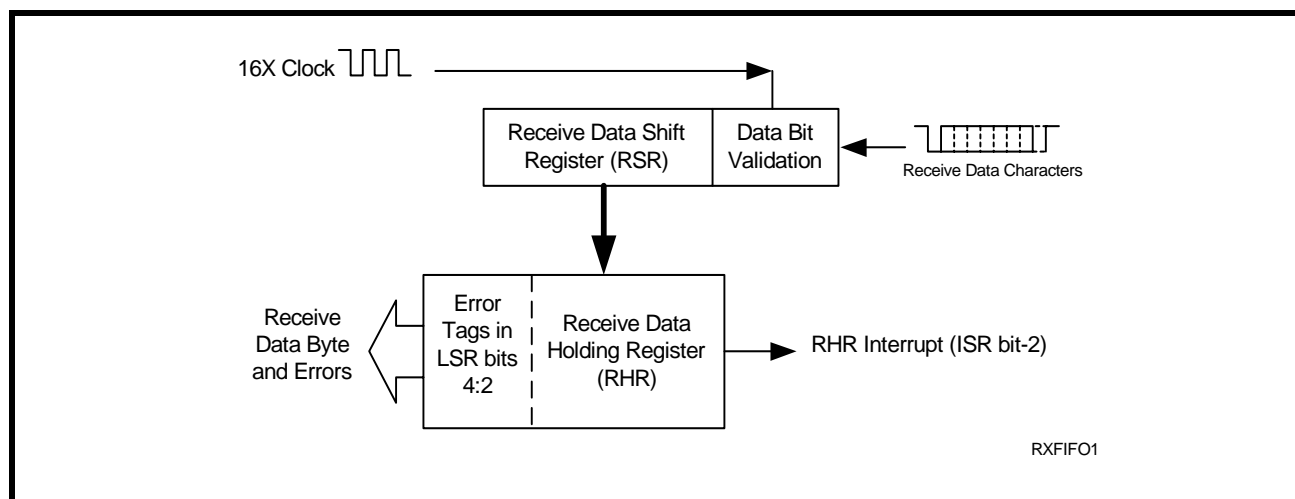 16X Clock
Receive Data Shift
Register (RSR)
Data Bit
Validation
Receive Data Characters
Receive
Data Byte
and Errors
Error
Tags in
LSR bits
4:2
Receive Data
Holding Register
(RHR)
RHR Interrupt (ISR bit-2)
RXFIFO1